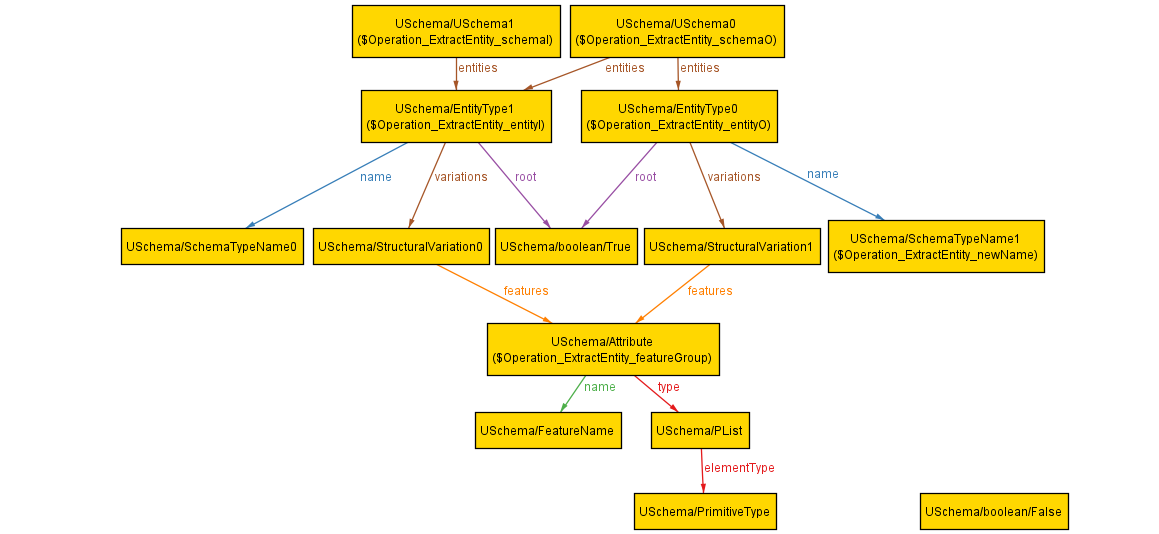 USchema/USchema1
($Operation_ExtractEntity_schemaI)
USchema/USchema0
($Operation_ExtractEntity_schemaO)
entities
entities
entities
USchema/EntityType1
($Operation_ExtractEntity_entityI)
USchema/EntityType0
($Operation_ExtractEntity_entityO)
name
variations
root
root
variations
name
USchema/SchemaTypeName0
USchema/StructuralVariation0
USchema/boolean/True
USchema/StructuralVariation1
USchema/SchemaTypeName1
($Operation_ExtractEntity_newName)
features
features
USchema/Attribute
($Operation_ExtractEntity_featureGroup)
name
type
USchema/FeatureName
USchema/PList
elementType
USchema/PrimitiveType
USchema/boolean/False